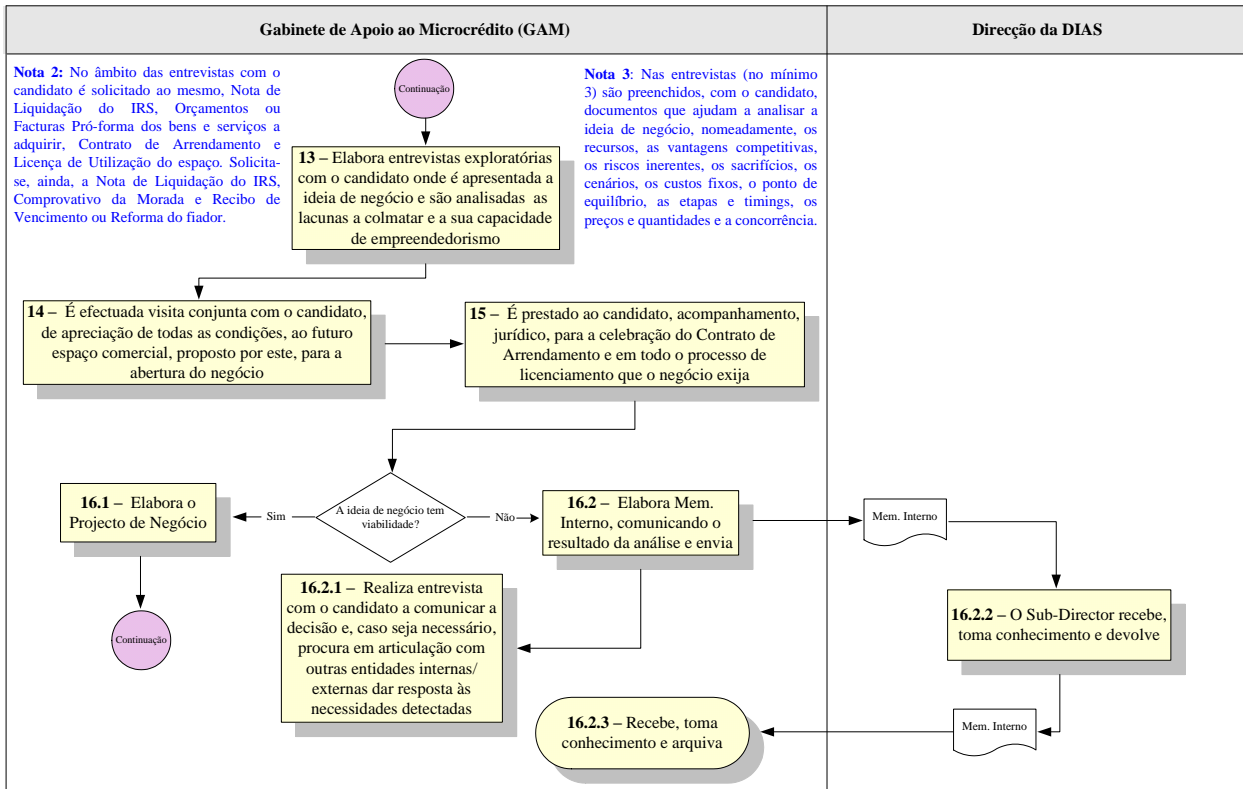 Gabinete de Apoio ao Microcrédito (GAM)
Direcção da DIAS
Nota 2: No âmbito das entrevistas com o
candidato é solicitado ao mesmo, Nota de
Liquidação do IRS, Orçamentos ou
Facturas Pró-forma dos bens e serviços a
adquirir, Contrato de Arrendamento e
Licença de Utilização do espaço. Solicita-
se, ainda, a Nota de Liquidação do IRS,
Comprovativo da Morada e Recibo de
Vencimento ou Reforma do fiador.
Continuação
Nota 3: Nas entrevistas (no mínimo
3) são preenchidos, com o candidato,
documentos que ajudam a analisar a
ideia de negócio, nomeadamente, os
recursos, as vantagens competitivas,
os riscos inerentes, os sacrifícios, os
cenários, os custos fixos, o ponto de
equilíbrio, as etapas e timings, os
preços e quantidades e a concorrência.
13 – Elabora entrevistas exploratórias
com o candidato onde é apresentada a
ideia de negócio e são analisadas as
lacunas a colmatar e a sua capacidade
de empreendedorismo
14 – É efectuada visita conjunta com o candidato,
de apreciação de todas as condições, ao futuro
espaço comercial, proposto por este, para a
abertura do negócio
15 – É prestado ao candidato, acompanhamento,
jurídico, para a celebração do Contrato de
Arrendamento e em todo o processo de
licenciamento que o negócio exija
16.1 – Elabora o
Projecto de Negócio
Sim
A ideia de negócio tem
viabilidade?
Não
16.2 – Elabora Mem.
Interno, comunicando o
resultado da análise e envia
Mem. Interno
Continuação
16.2.1 – Realiza entrevista
com o candidato a comunicar a
decisão e, caso seja necessário,
procura em articulação com
outras entidades internas/
externas dar resposta às
necessidades detectadas
16.2.2 – O Sub-Director recebe,
toma conhecimento e devolve
16.2.3 – Recebe, toma
conhecimento e arquiva
Mem. Interno